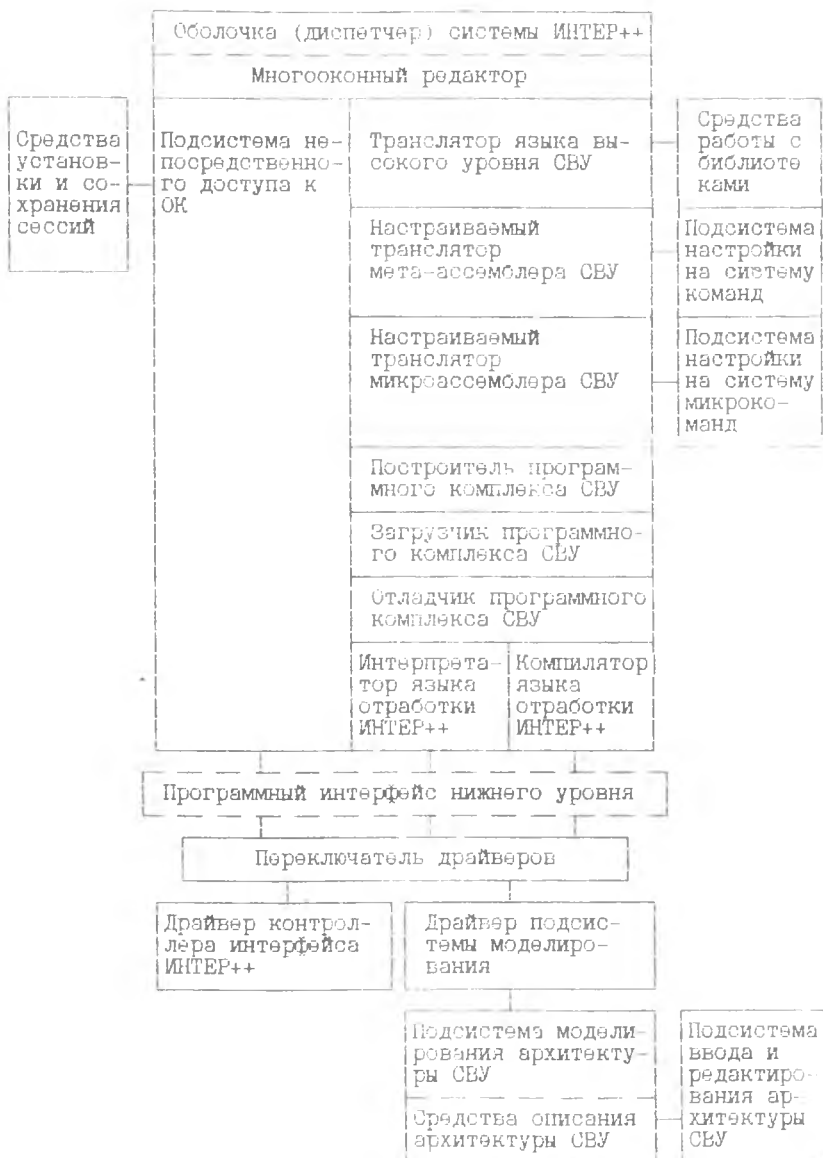 Оболочка (диспетчер) системы ИНТЕР++
Многооконный редактор
Средства
установ-
ки и со-
хранения
сессий
Подсистема не-
посредственно-
го доступа к
ОК
Транслятор языка вы-
сокого уровня СВУ
Средства
работы с
библиоте
ками
Настраиваемый
транслятор
мета-ассемблера СВУ
Подсистема
настройки
на систему
команд
Настраиваемый
транслятор
микроассемблера СВУ
Подсистема
настройки
на систему
микроко-
манд
Построитель програм-
много комплекса СВУ
Загрузчик программно-
го комплекса СВУ
Отладчик программного
комплекса СВУ
Интерпрета-
тор языка
отработки
ИНТЕР++
Компилятор
языка
отработки
ИНТЕР++
Программный интерфейс нижнего уровня
Переключатель драйверов
Драйвер контрол-
лера интерфейса
ИНТЕР++
Драйвер подсис-
темы моделиро-
вания
Подсистема модели-
рования архитекту-
ры СВУ
Средства описания
архитектуры СВУ
Подсистема
ввода и
редактиро-
вания ар-
хитектуры
СВУ